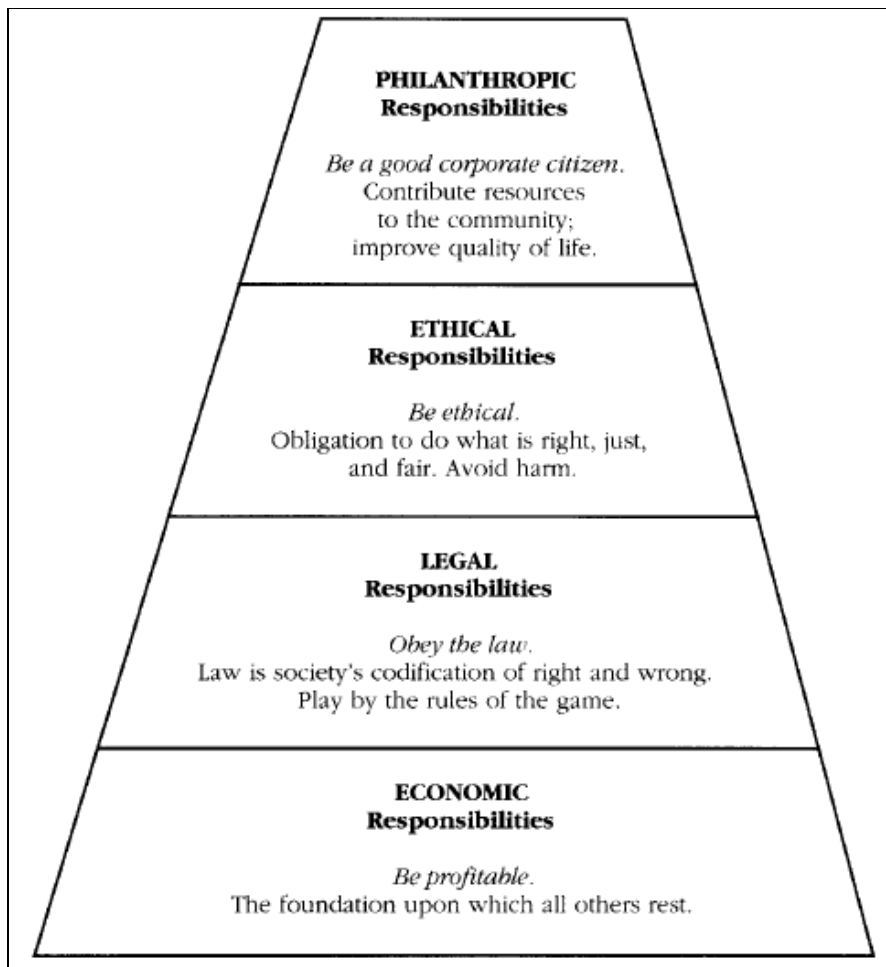 PHILANTHROPIC
Responsibilities
Be a good corporate citizen.
Contribute resources
to the community;
improve quality of life.
ETHICAL
Responsibilities
Be ethical.
Obligation to do what is right, just,
and fair. Avoid harm.
LEGAL
Responsibilities
Obey the law.
Law is society's codification of right and wrong.
Play by the rules of the game.
ECONOMIC
Responsibilities
Be profitable.
The foundation upon which all others rest.